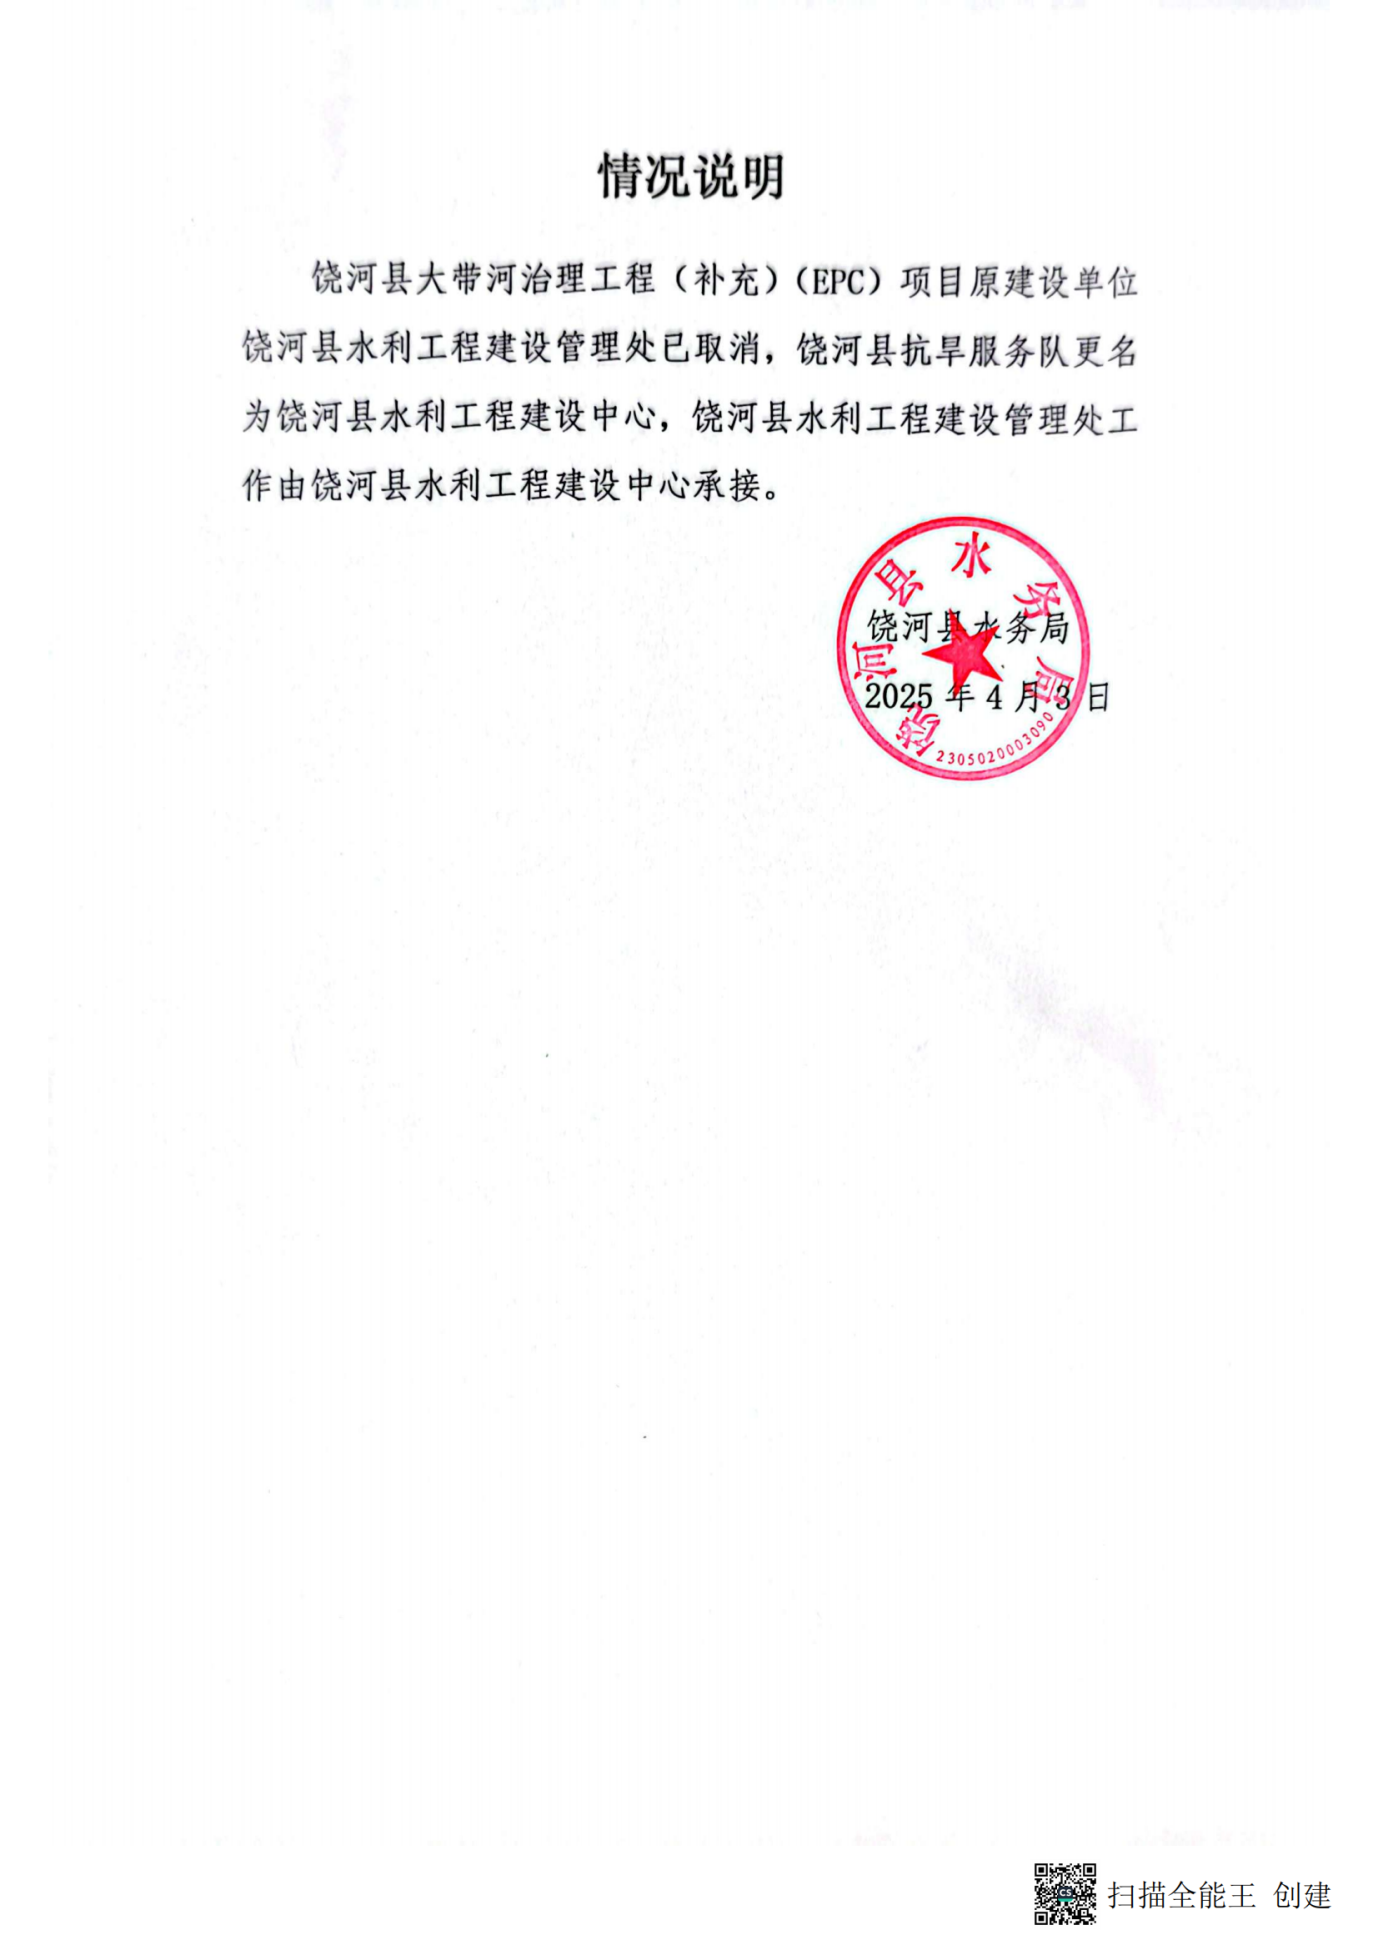 情况说明
饶河县大带河治理工程（补充）（EPC）项目原建设单位
饶河县水利工程建设管理处已取消，饶河县抗旱服务队更名
为饶河县水利工程建设中心，饶河县水利工程建设管理处工
作由饶河县水利工程建设中心承接。
饶河县水务局
饶河县水务局
2025年4月3日
2305020003090
扫描全能王 创建